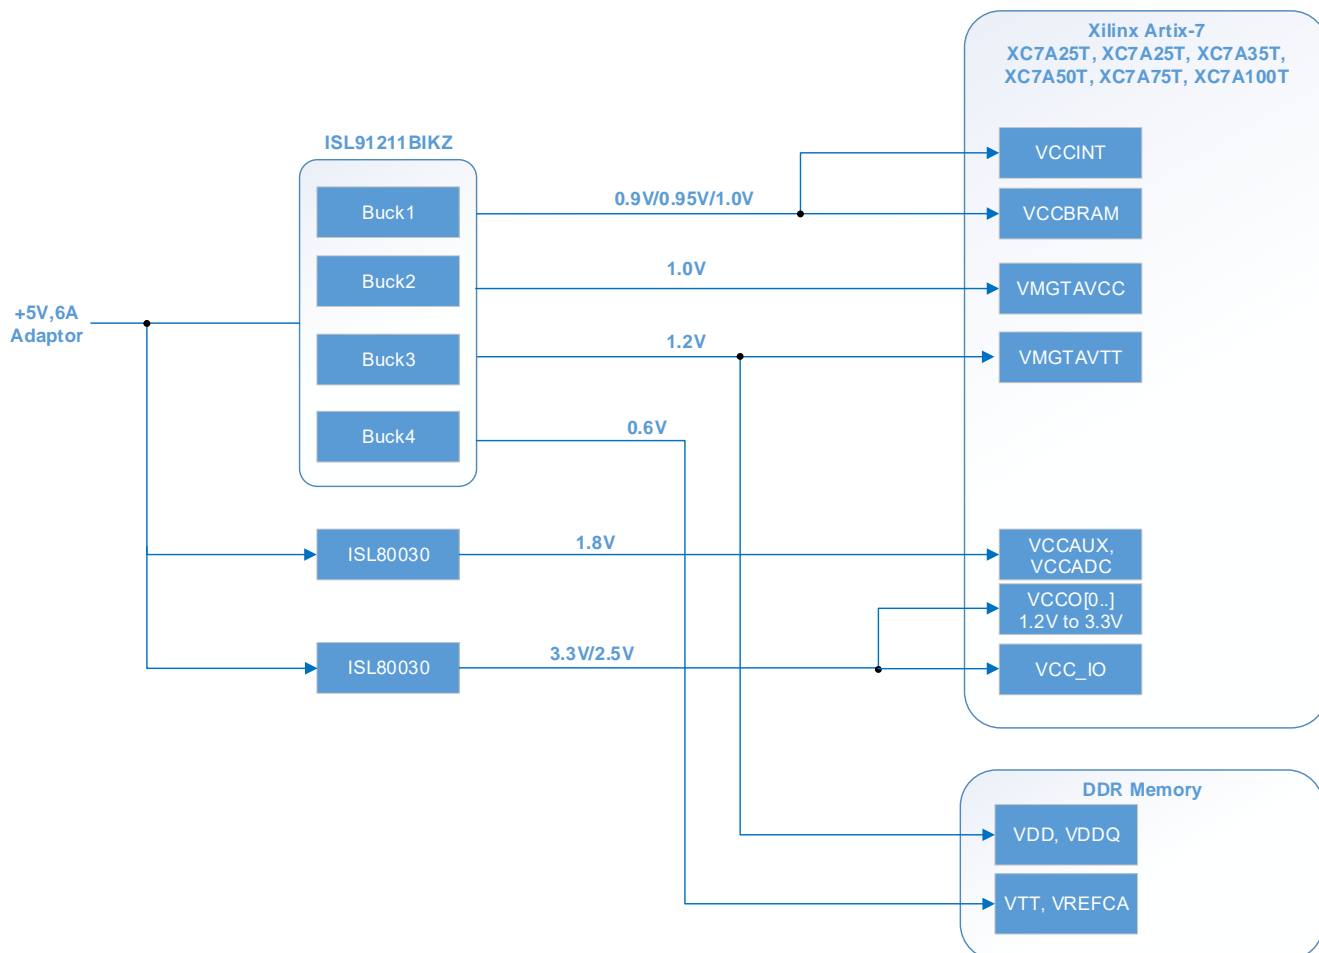 Xilinx Artix-7
XC7A25T, XC7A25T, XC7A35T,
XC7A50T, XC7A75T, XC7A100T
ISL91211BIKZ
VCCINT
Buck1
0.9V/0.95V/1.0V
VCCBRAM
Buck2
1.0V
VMGTAVCC
+5V,6A
Adaptor
Buck3
1.2V
VMGTAVTT
Buck4
0.6V
ISL80030
1.8V
VCCAUX,
VCCADC
VCCO[0..]
1.2V to 3.3V
ISL80030
3.3V/2.5V
VCC_IO
DDR Memory
VDD, VDDQ
VTT, VREFCA